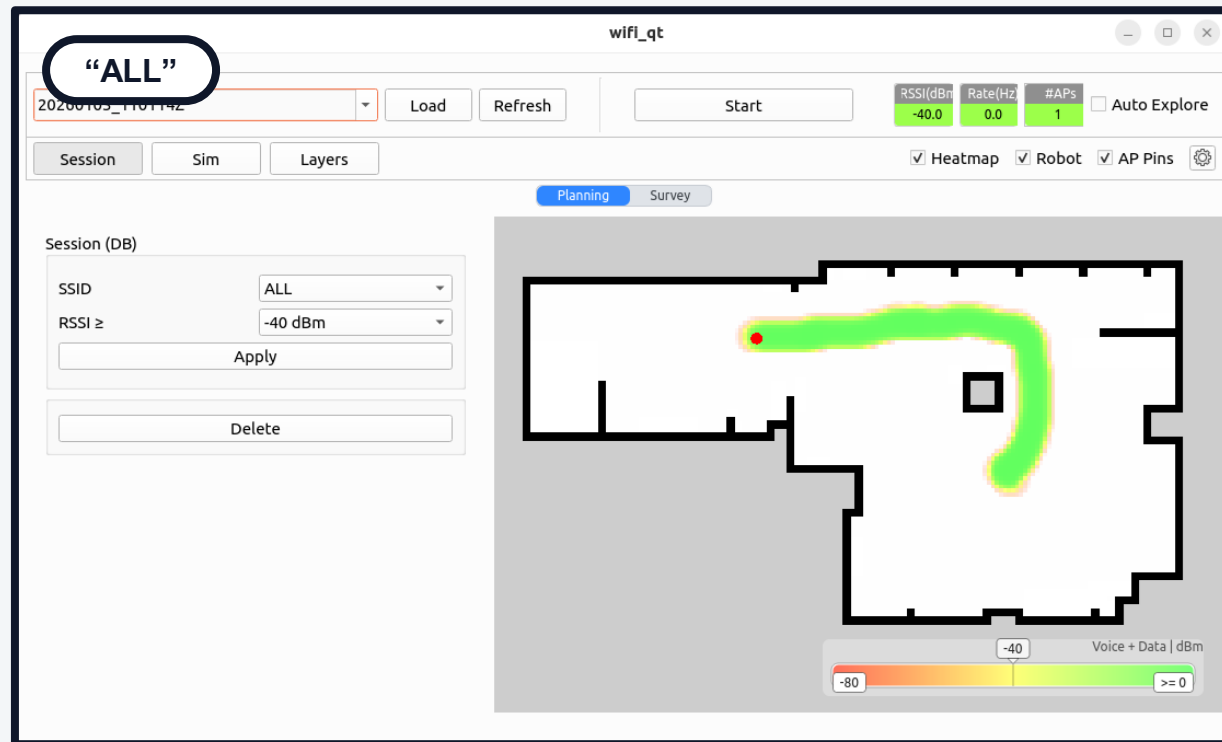 wifi_qt
“ALL”
Load Refresh Start
RSSI(dBm Rate(Hz) #APs
-40.0 0.0 1
Auto Explore
Session Sim Layers
Heatmap Robot AP Pins
Planning Survey
Session (DB)
SSID ALL
RSSI ≥ -40 dBm
Apply
Delete
-40 Voice + Data | dBm
-80 >= 0